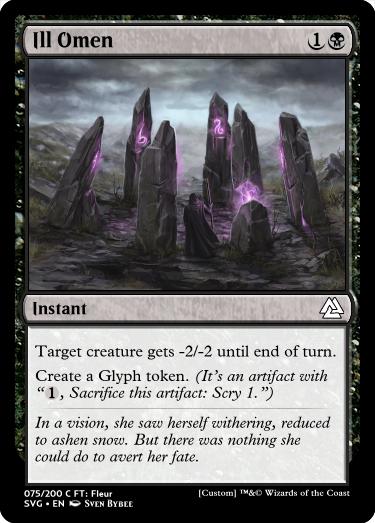 Ill Omen 1
Instant
Target creature gets -2/-2 until end of turn.
Create a Glyph token. (It's an artifact with
"1, Sacrifice this artifact: Scry 1.")
In a vision, she saw herself withering, reduced
to ashen snow. But there was nothing she
could do to avert her fate.
075/200 C FT: Fleur
[Custom] ™&© Wizards of the Coast
SVG • EN Sven Bybee